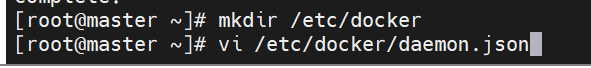 [root@master ~]# mkdir /etc/docker
[root@master ~]# vi /etc/docker/daemon.json